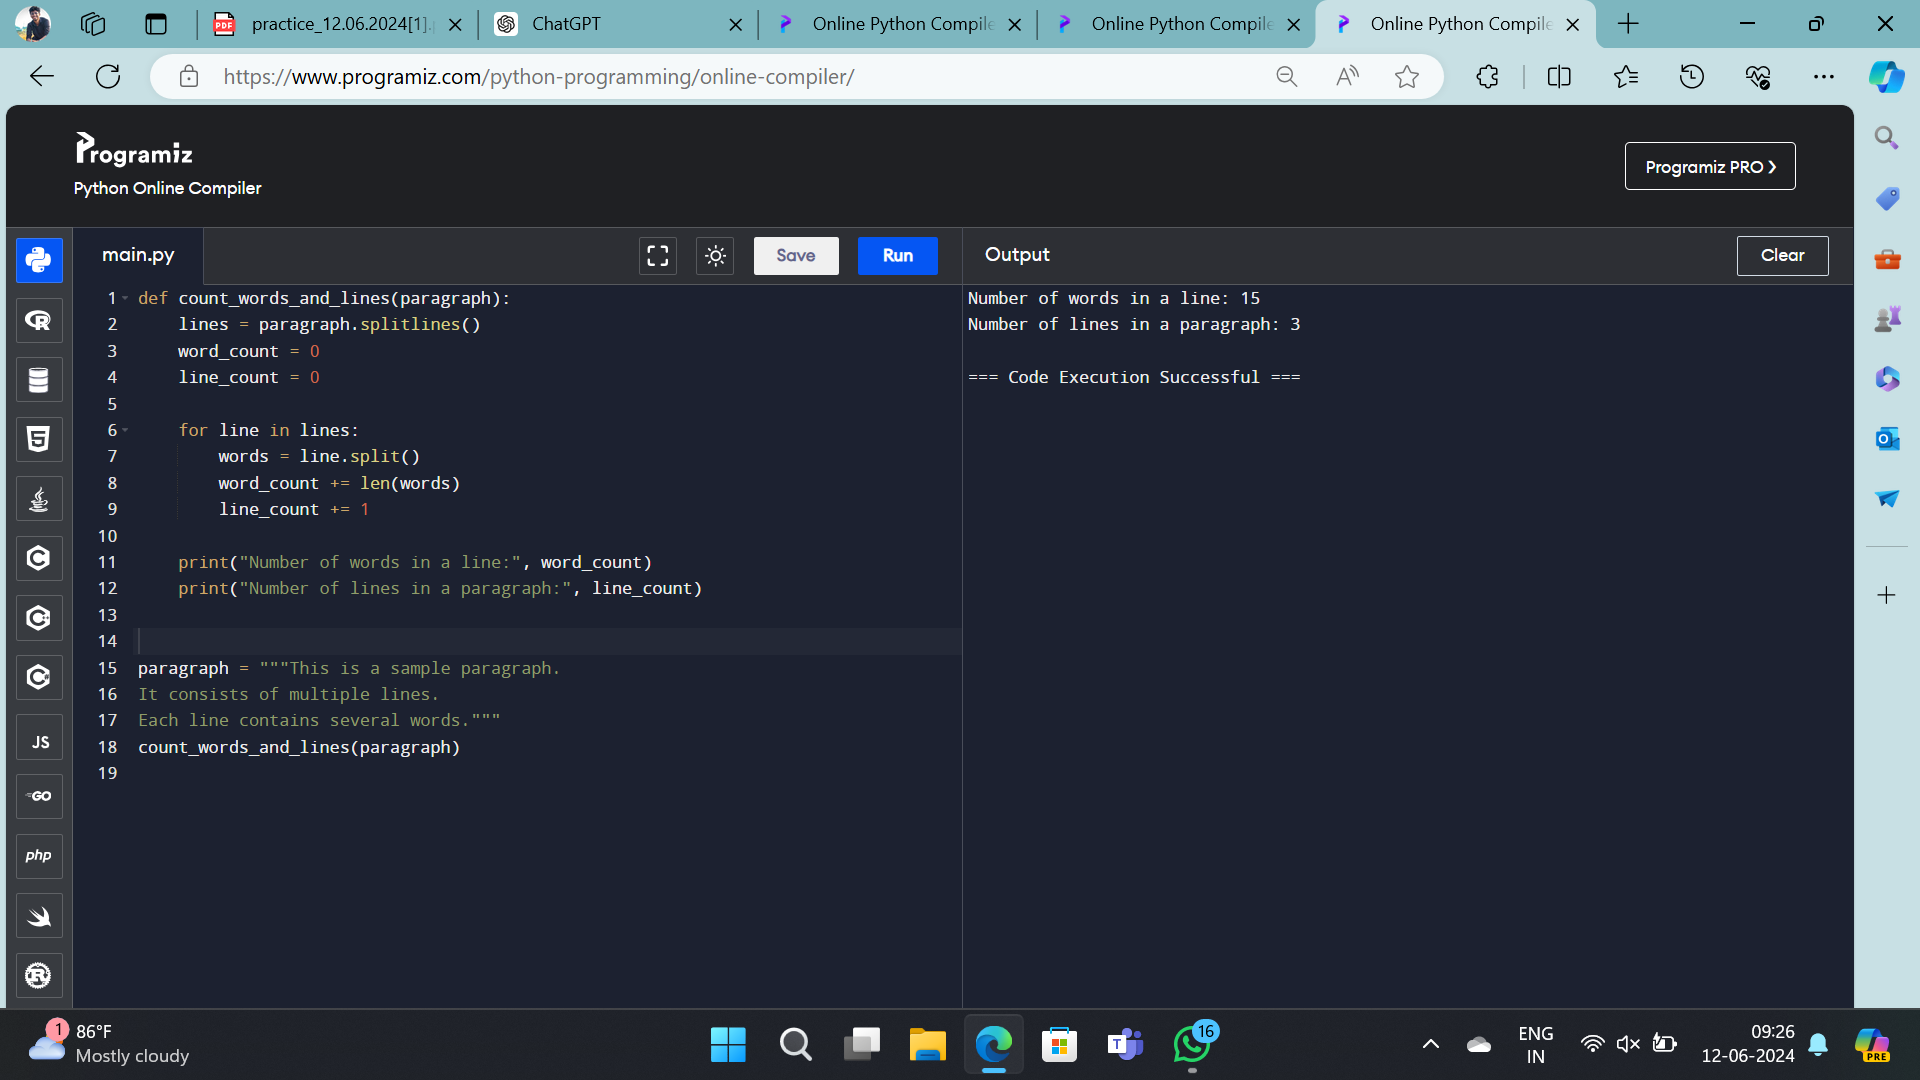 practice_12.06.2024[1].p
ChatGPT
Online Python Compile
Online Python Compile
Online Python Compile
https://www.programiz.com/python-programming/online-compiler/
Programiz
Python Online Compiler
Programiz PRO ❯
main.py
Save
Run
Output
Clear
1 def count_words_and_lines(paragraph):
2     lines = paragraph.splitlines()
3     word_count = 0
4     line_count = 0
5
6     for line in lines:
7         words = line.split()
8         word_count += len(words)
9         line_count += 1
10
11     print("Number of words in a line:", word_count)
12     print("Number of lines in a paragraph:", line_count)
13
14
15 paragraph = """This is a sample paragraph.
16 It consists of multiple lines.
17 Each line contains several words."""
18 count_words_and_lines(paragraph)
19
Number of words in a line: 15
Number of lines in a paragraph: 3
=== Code Execution Successful ===
JS
GO
php
1
86°F
Mostly cloudy
16
ENG
IN
09:26
12-06-2024
PRE